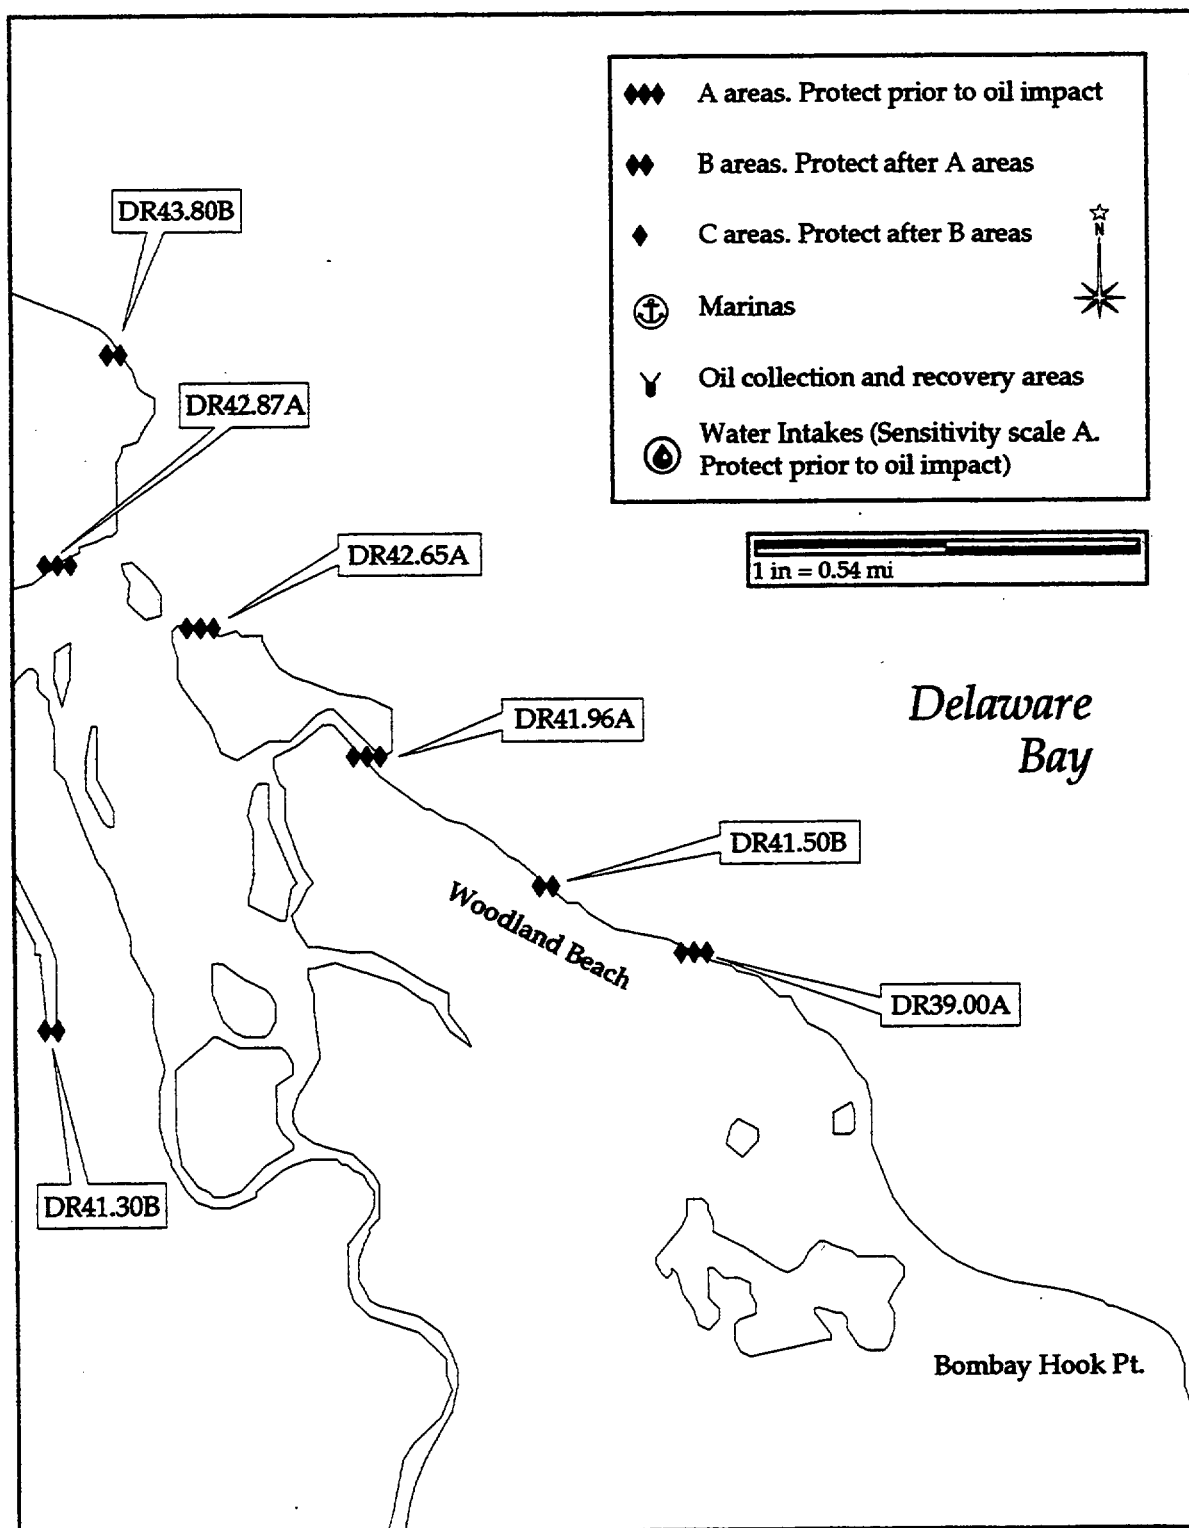 A areas. Protect prior to oil impact
B areas. Protect after A areas
C areas. Protect after B areas
N
Marinas
Oil collection and recovery areas
Water Intakes (Sensitivity scale A.
Protect prior to oil impact)
1 in = 0.54 mi
DR43.80B
DR42.87A
DR42.65A
Delaware
Bay
DR41.96A
DR41.50B
Woodland Beach
DR39.00A
DR41.30B
Bombay Hook Pt.